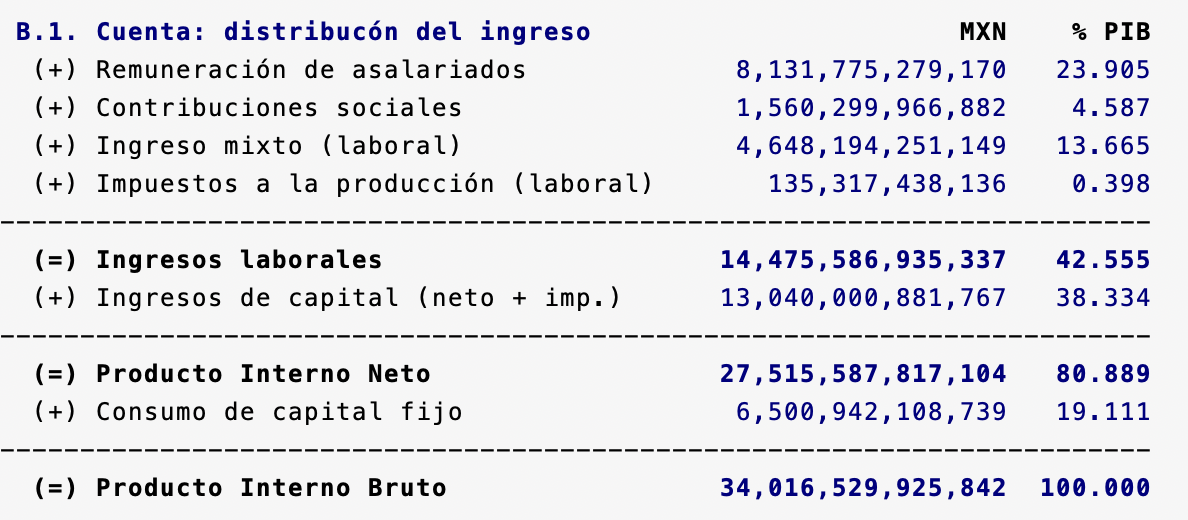 B.1. Cuenta: distribucón del ingreso MXN % PIB
(+) Remuneración de asalariados 8,131,775,279,170 23.905
(+) Contribuciones sociales 1,560,299,966,882 4.587
(+) Ingreso mixto (laboral) 4,648,194,251,149 13.665
(+) Impuestos a la producción (laboral) 135,317,438,136 0.398
(=) Ingresos laborales 14,475,586,935,337 42.555
(+) Ingresos de capital (neto + imp.) 13,040,000,881,767 38.334
(=) Producto Interno Neto 27,515,587,817,104 80.889
(+) Consumo de capital fijo 6,500,942,108,739 19.111
(=) Producto Interno Bruto 34,016,529,925,842 100.000